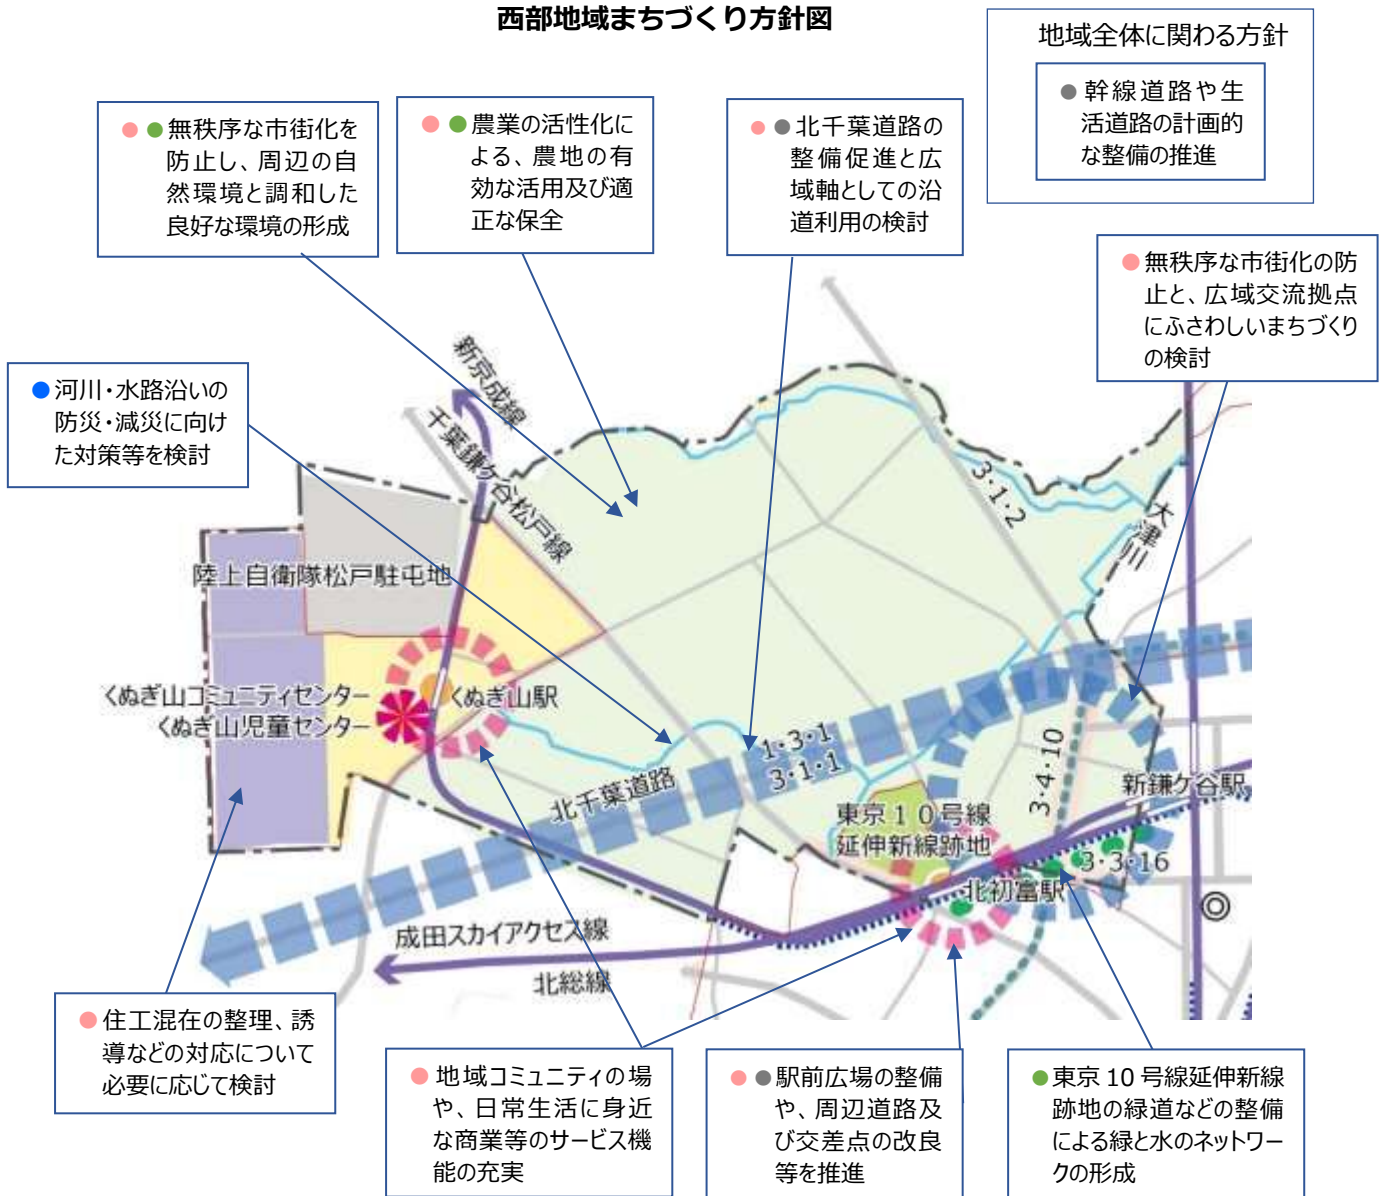 西部地域まちづくり方針図
地域全体に関わる方針
● 幹線道路や生
活道路の計画的
な整備の推進
● ● 無秩序な市街化を
防止し、周辺の自
然環境と調和した
良好な環境の形成
● ● 農業の活性化に
よる、農地の有
効な活用及び適
正な保全
● ● 北千葉道路の
整備促進と広
域軸としての沿
道利用の検討
● 無秩序な市街化の防
止と、広域交流拠点
にふさわしいまちづくり
の検討
● 河川・水路沿いの
防災・減災に向け
た対策等を検討
新京成線
千葉鎌ケ谷松戸線
3・1・2
大津川
陸上自衛隊松戸駐屯地
くぬぎ山コミュニティセンター
くぬぎ山児童センター
くぬぎ山駅
北千葉道路
1・3・1
3・1・1
3・4・10
新鎌ケ谷駅
東京10号線
延伸新線跡地
3・3・16
北初富駅
成田スカイアクセス線
北総線
● 住工混在の整理、誘
導などの対応について
必要に応じて検討
● 地域コミュニティの場
や、日常生活に身近
な商業等のサービス機
能の充実
● ● 駅前広場の整備
や、周辺道路及
び交差点の改良
等を推進
● 東京 10 号線延伸新線
跡地の緑道などの整備
による緑と水のネットワー
クの形成